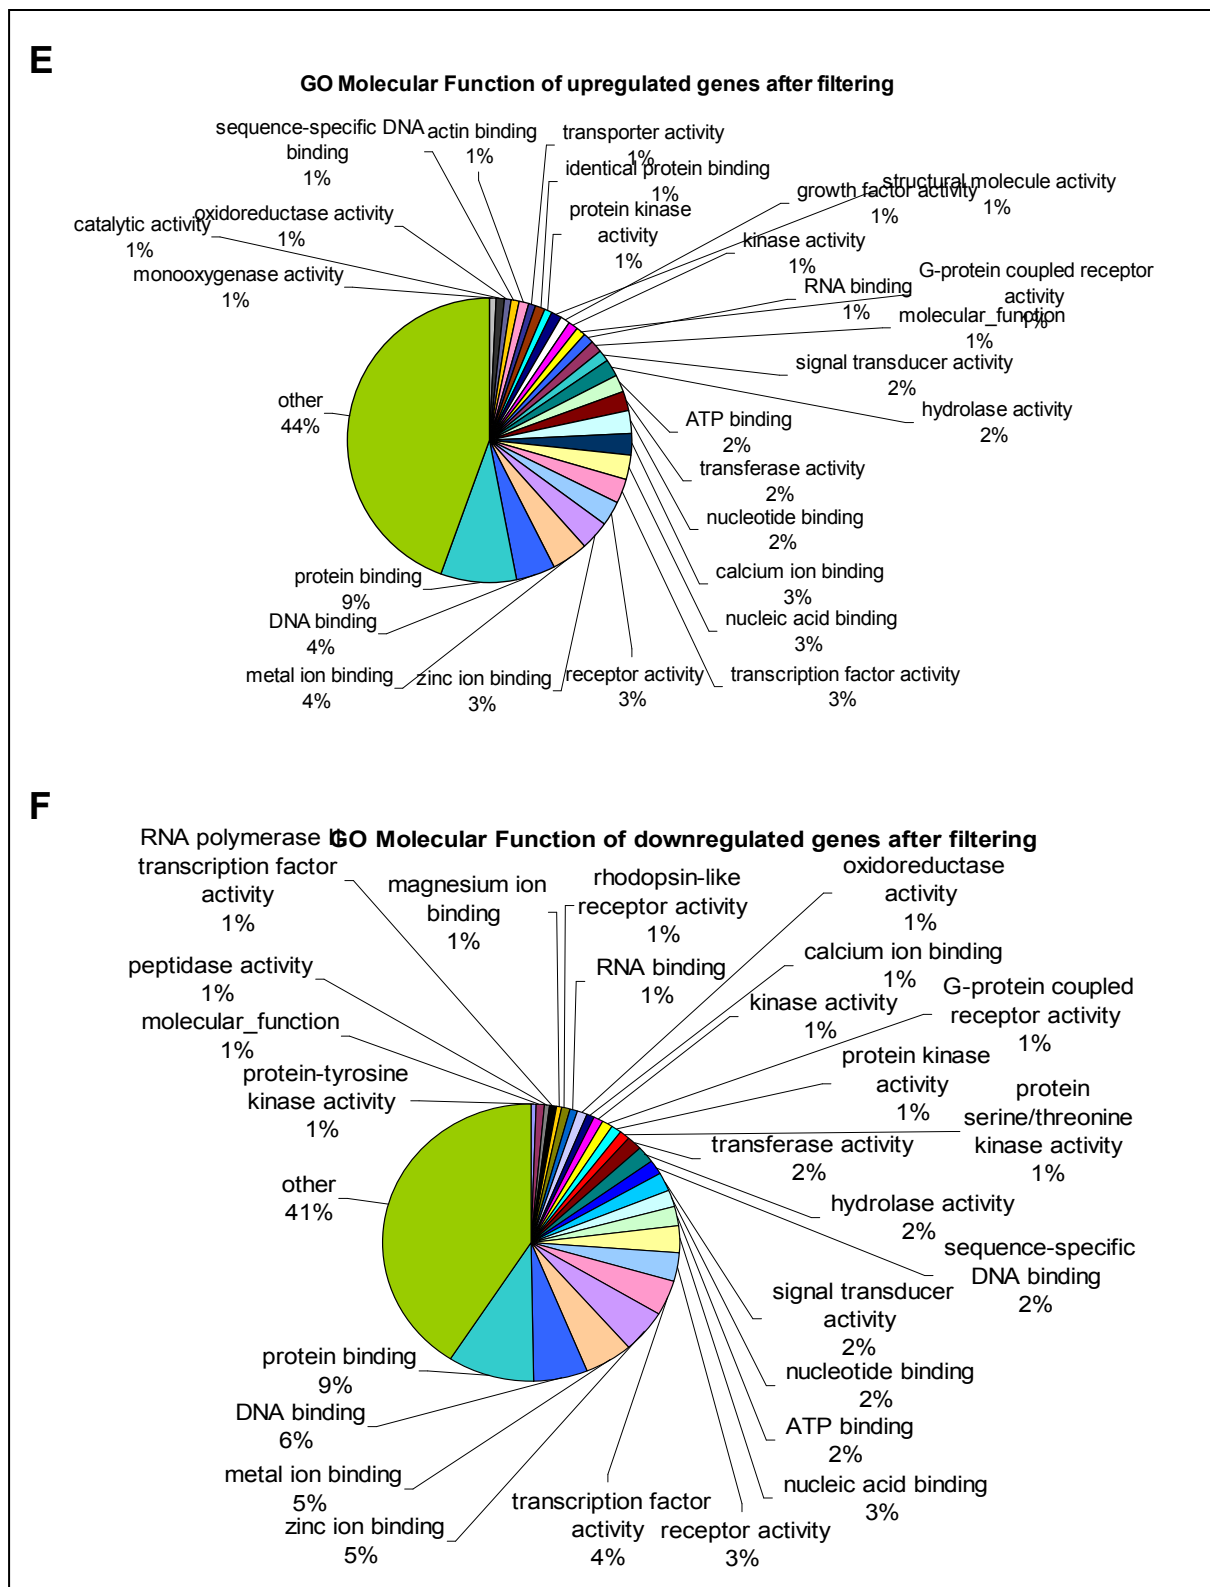 E
GO Molecular Function of upregulated genes after filtering
sequence-specific DNA
binding
1%
actin binding
1%
transporter activity
1%
identical protein binding
1%
structural molecule activity
1%
growth factor activity
1%
protein kinase
activity
1%
oxidoreductase activity
1%
catalytic activity
1%
kinase activity
1%
monooxygenase activity
1%
G-protein coupled receptor
activity
1%
RNA binding
1%
molecular_function
1%
signal transducer activity
2%
hydrolase activity
2%
other
44%
ATP binding
2%
transferase activity
2%
nucleotide binding
2%
calcium ion binding
3%
protein binding
9%
nucleic acid binding
3%
DNA binding
4%
metal ion binding
4%
zinc ion binding
3%
receptor activity
3%
transcription factor activity
3%
F
GO Molecular Function of downregulated genes after filtering
RNA polymerase II
transcription factor
activity
1%
magnesium ion
binding
1%
rhodopsin-like
receptor activity
1%
oxidoreductase
activity
1%
peptidase activity
1%
RNA binding
1%
calcium ion binding
1%
G-protein coupled
receptor activity
1%
kinase activity
1%
molecular_function
1%
protein kinase
activity
1%
protein-tyrosine
kinase activity
1%
protein
serine/threonine
kinase activity
1%
transferase activity
2%
other
41%
hydrolase activity
2%
sequence-specific
DNA binding
2%
signal transducer
activity
2%
protein binding
9%
nucleotide binding
2%
DNA binding
6%
ATP binding
2%
metal ion binding
5%
nucleic acid binding
3%
zinc ion binding
5%
transcription factor
activity
4%
receptor activity
3%